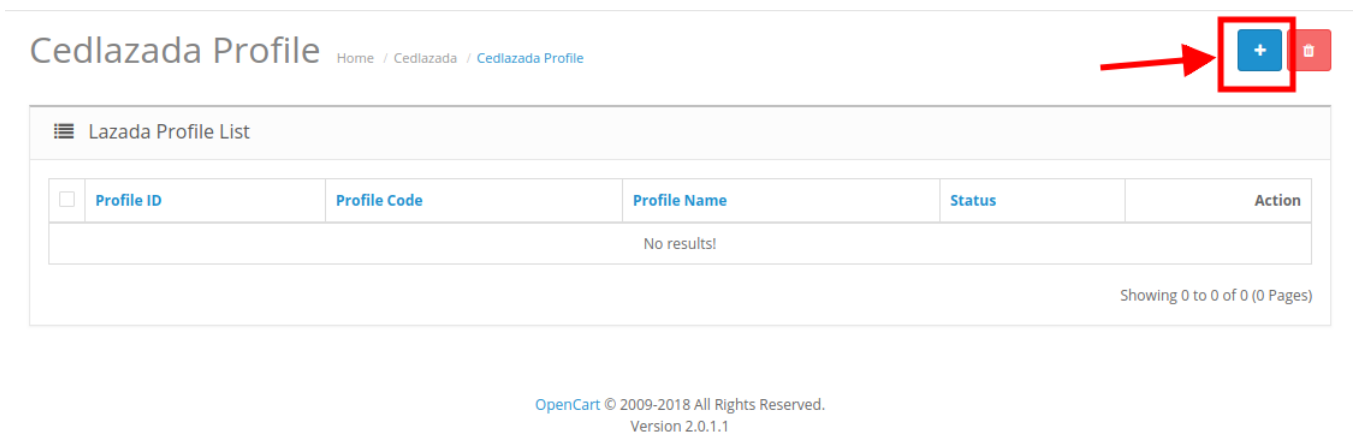 Cedlazada Profile Home / Cedlazada / Cedlazada Profile
Lazada Profile List
Profile ID Profile Code Profile Name Status Action
No results!
Showing 0 to 0 of 0 (0 Pages)
OpenCart © 2009-2018 All Rights Reserved.
Version 2.0.1.1